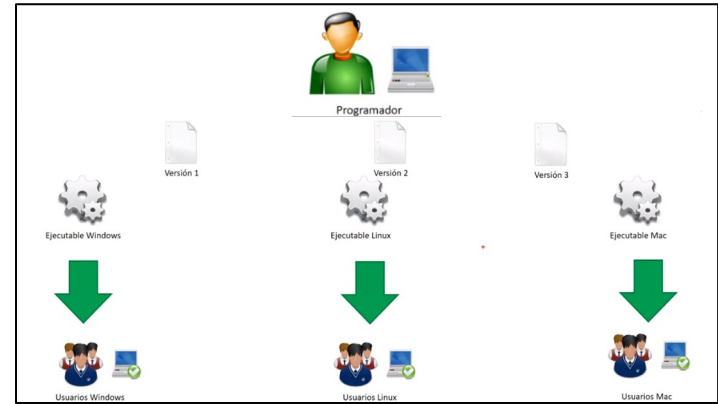 Programador
Versión 1
Versión 2
Versión 3
Ejecutable Windows
Ejecutable Linux
Ejecutable Mac
Usuarios Windows
Usuarios Linux
Usuarios Mac